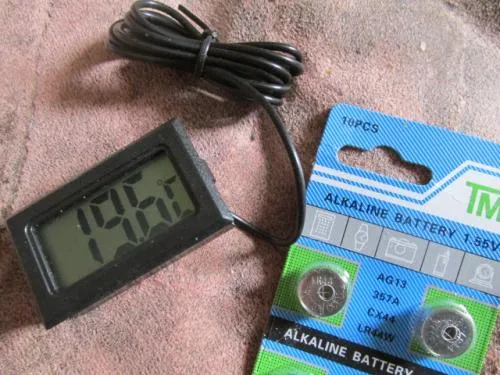 19.6°C
10PCS
TM
ALKALINE BATTERY 1.55V
AG13
357A
CX44
LR44W
ALKALINE BATTERY